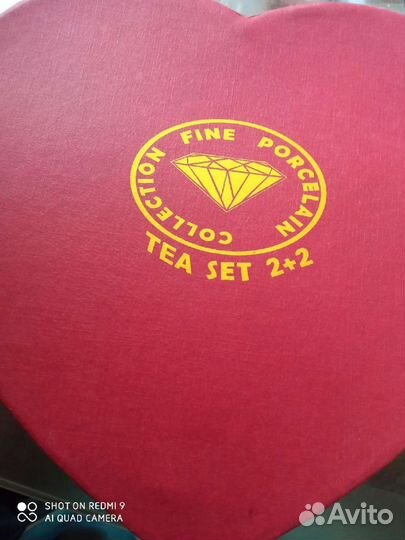 FINE PORCELAIN COLLECTION
TEA SET 2+2
SHOT ON REDMI 9
AI QUAD CAMERA
Avito